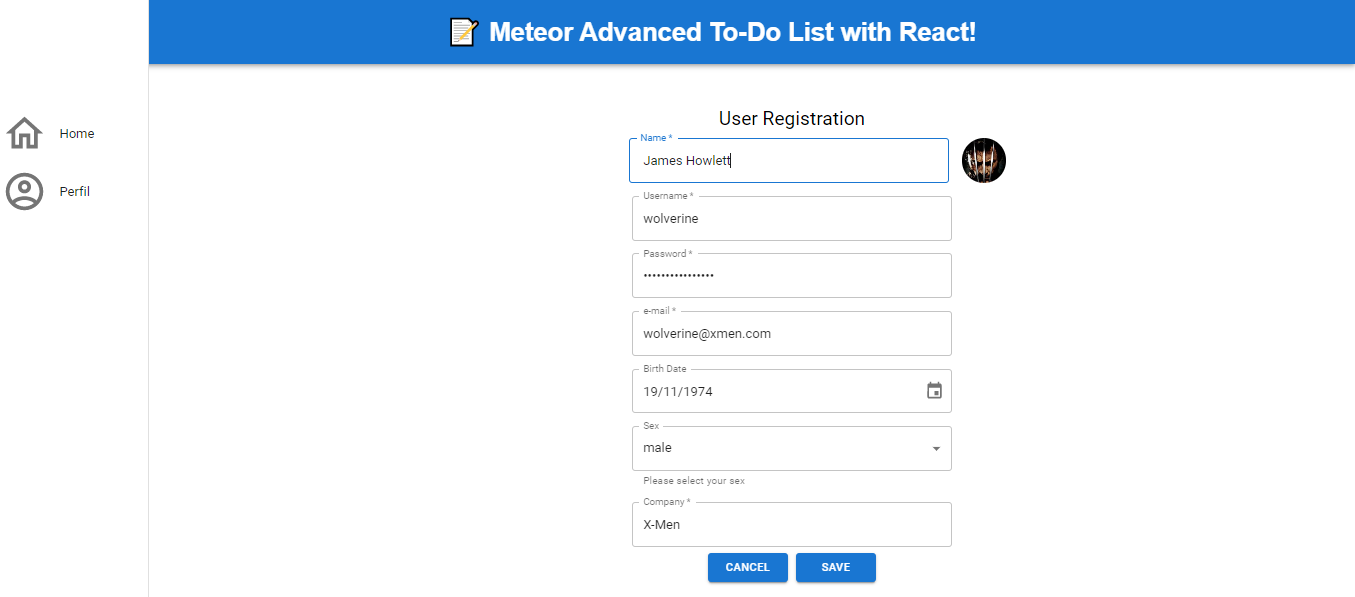 📝 Meteor Advanced To-Do List with React!
Home
Perfil
User Registration
Name *
James Howlett
Username *
wolverine
Password *
••••••••••••••••
e-mail *
wolverine@xmen.com
Birth Date
19/11/1974
Sex
male
Please select your sex
Company *
X-Men
CANCEL SAVE